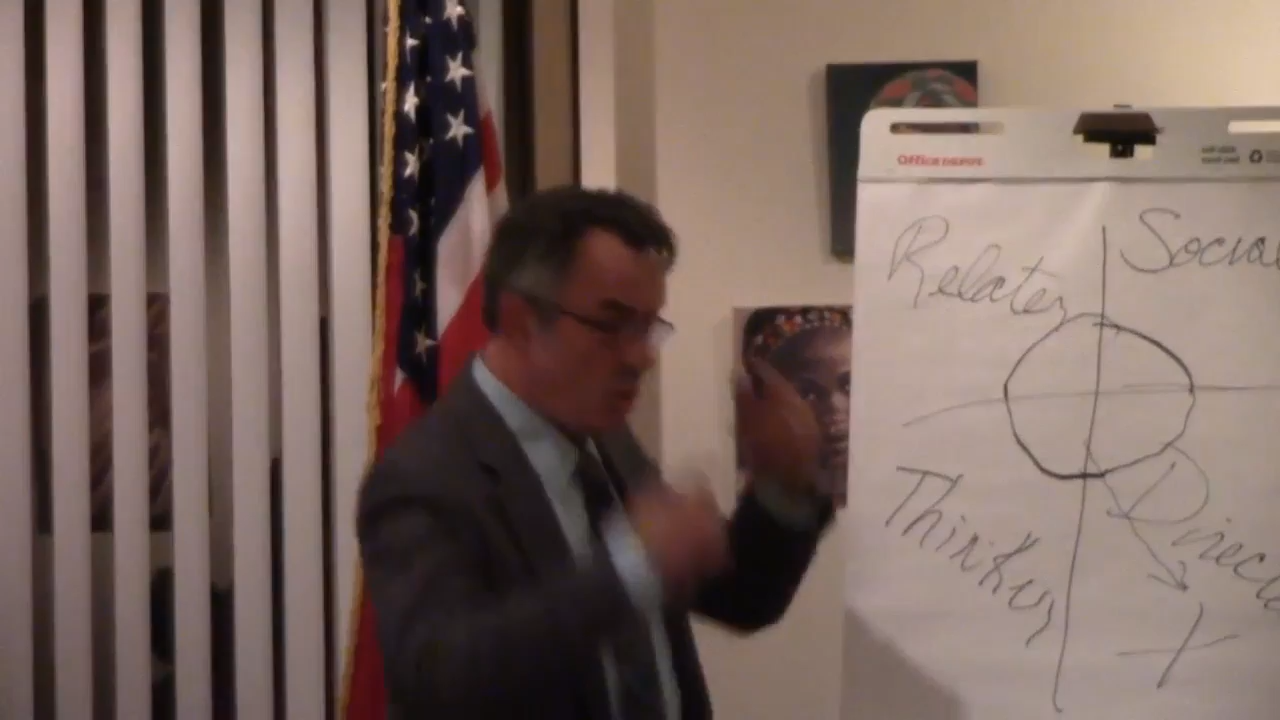 Office DEPOT
Relater
Socia
Thinker
Direct
+